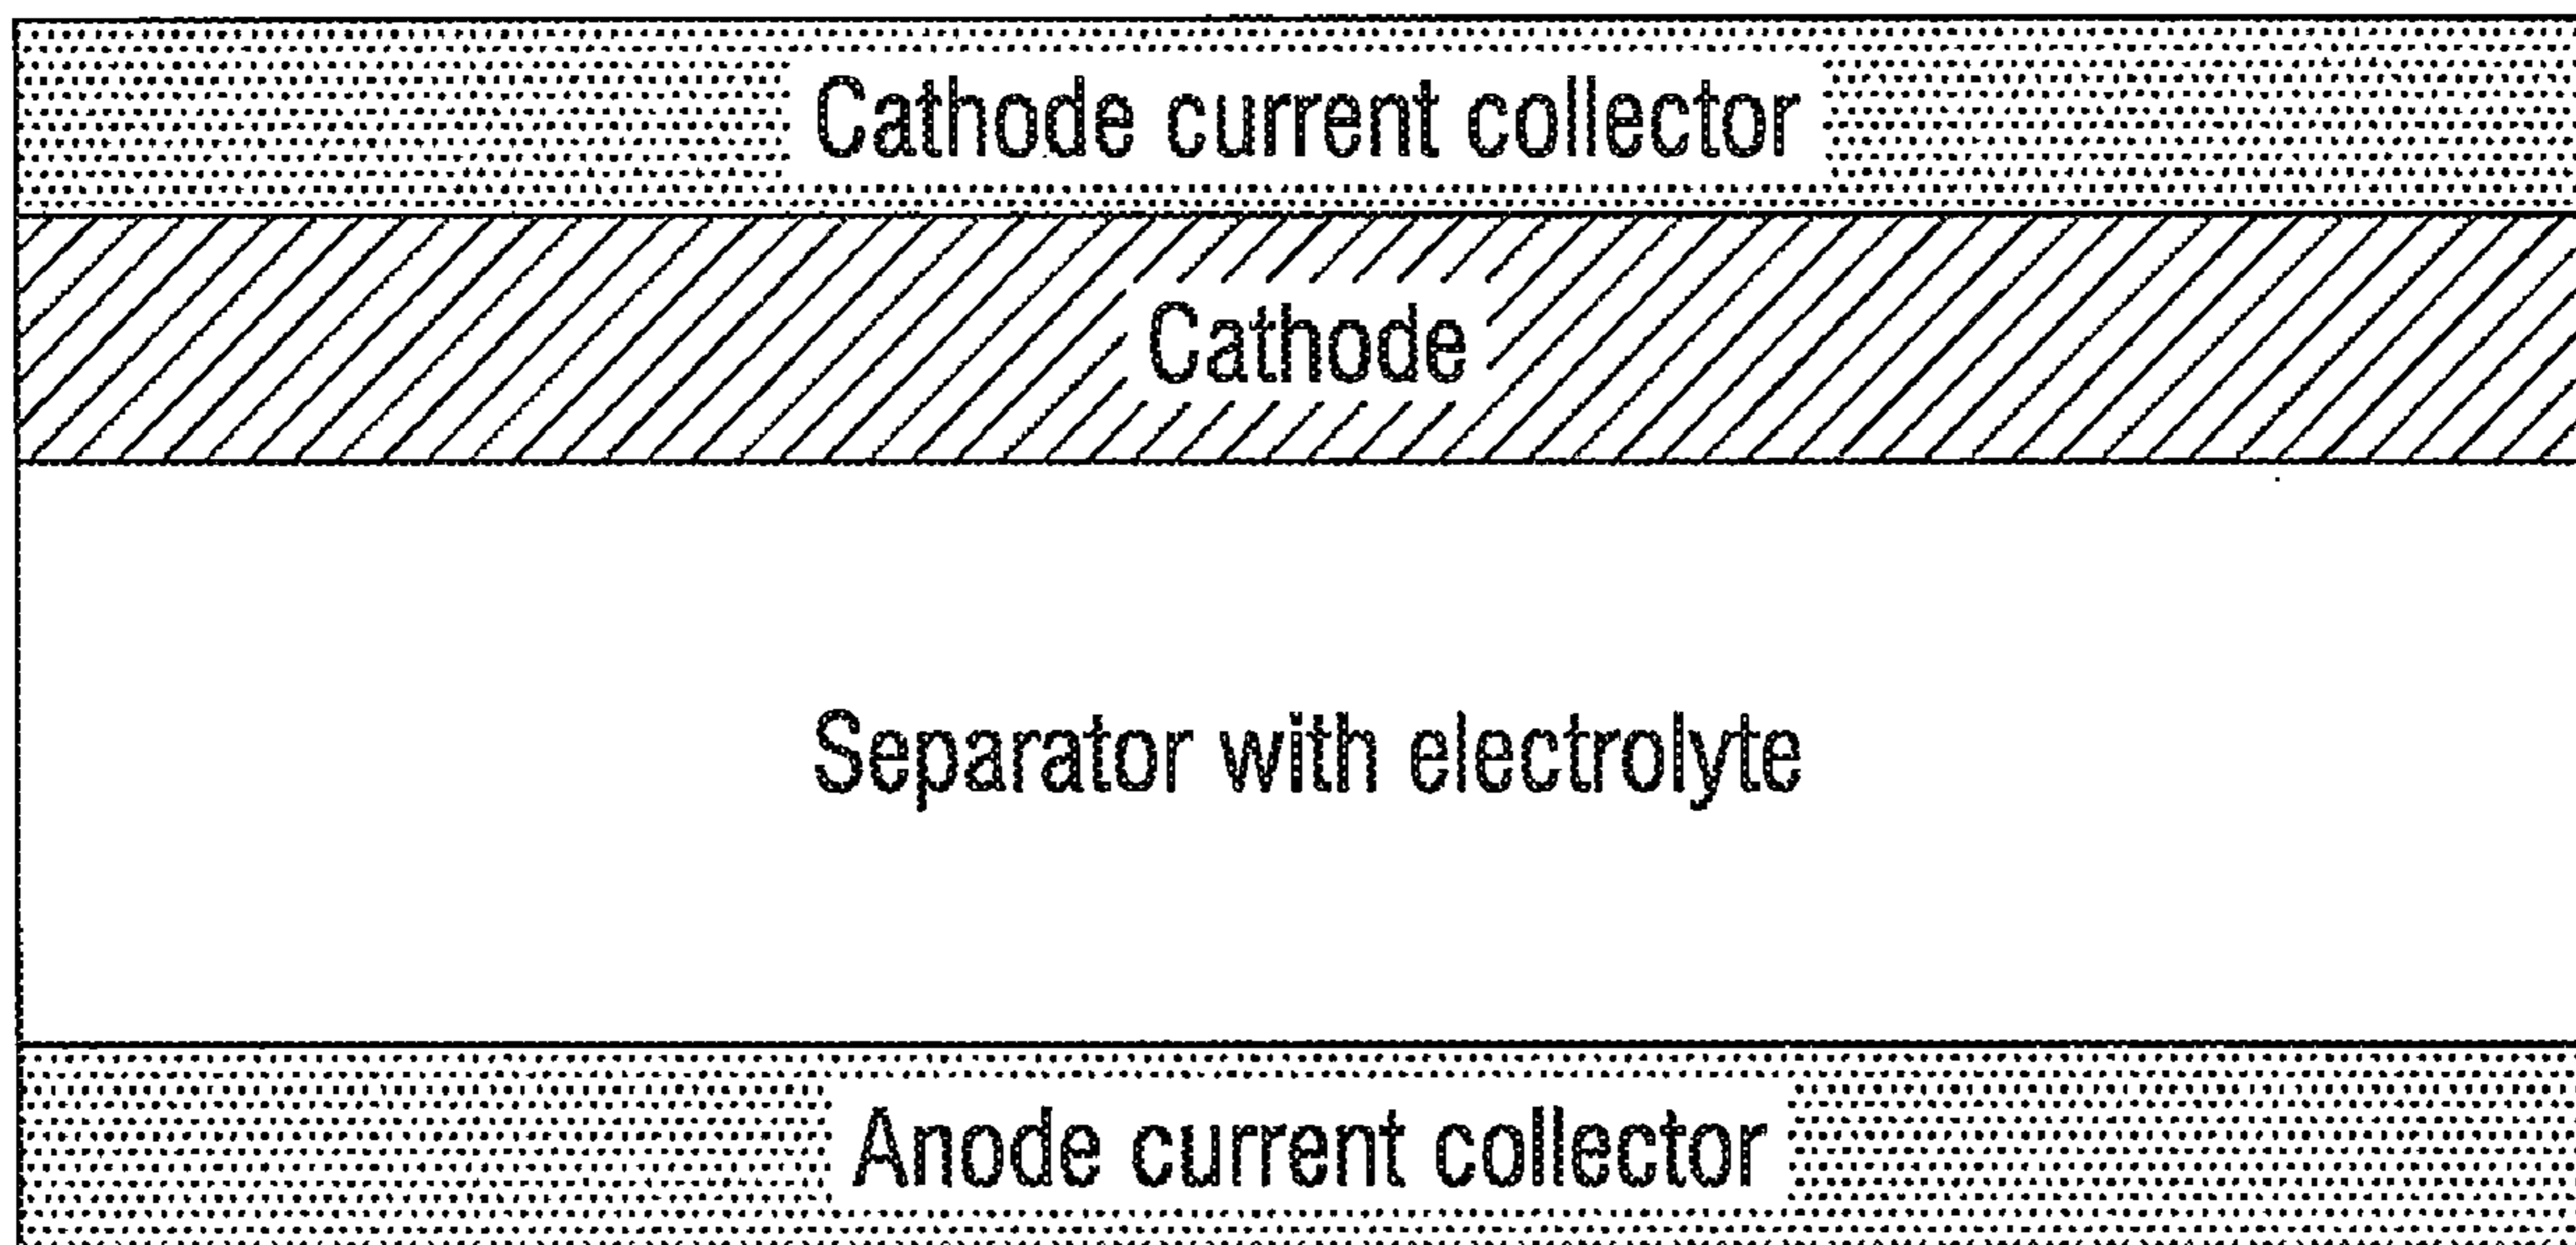 Cathode current collector
Cathode
Separator with electrolyte
Anode current collector